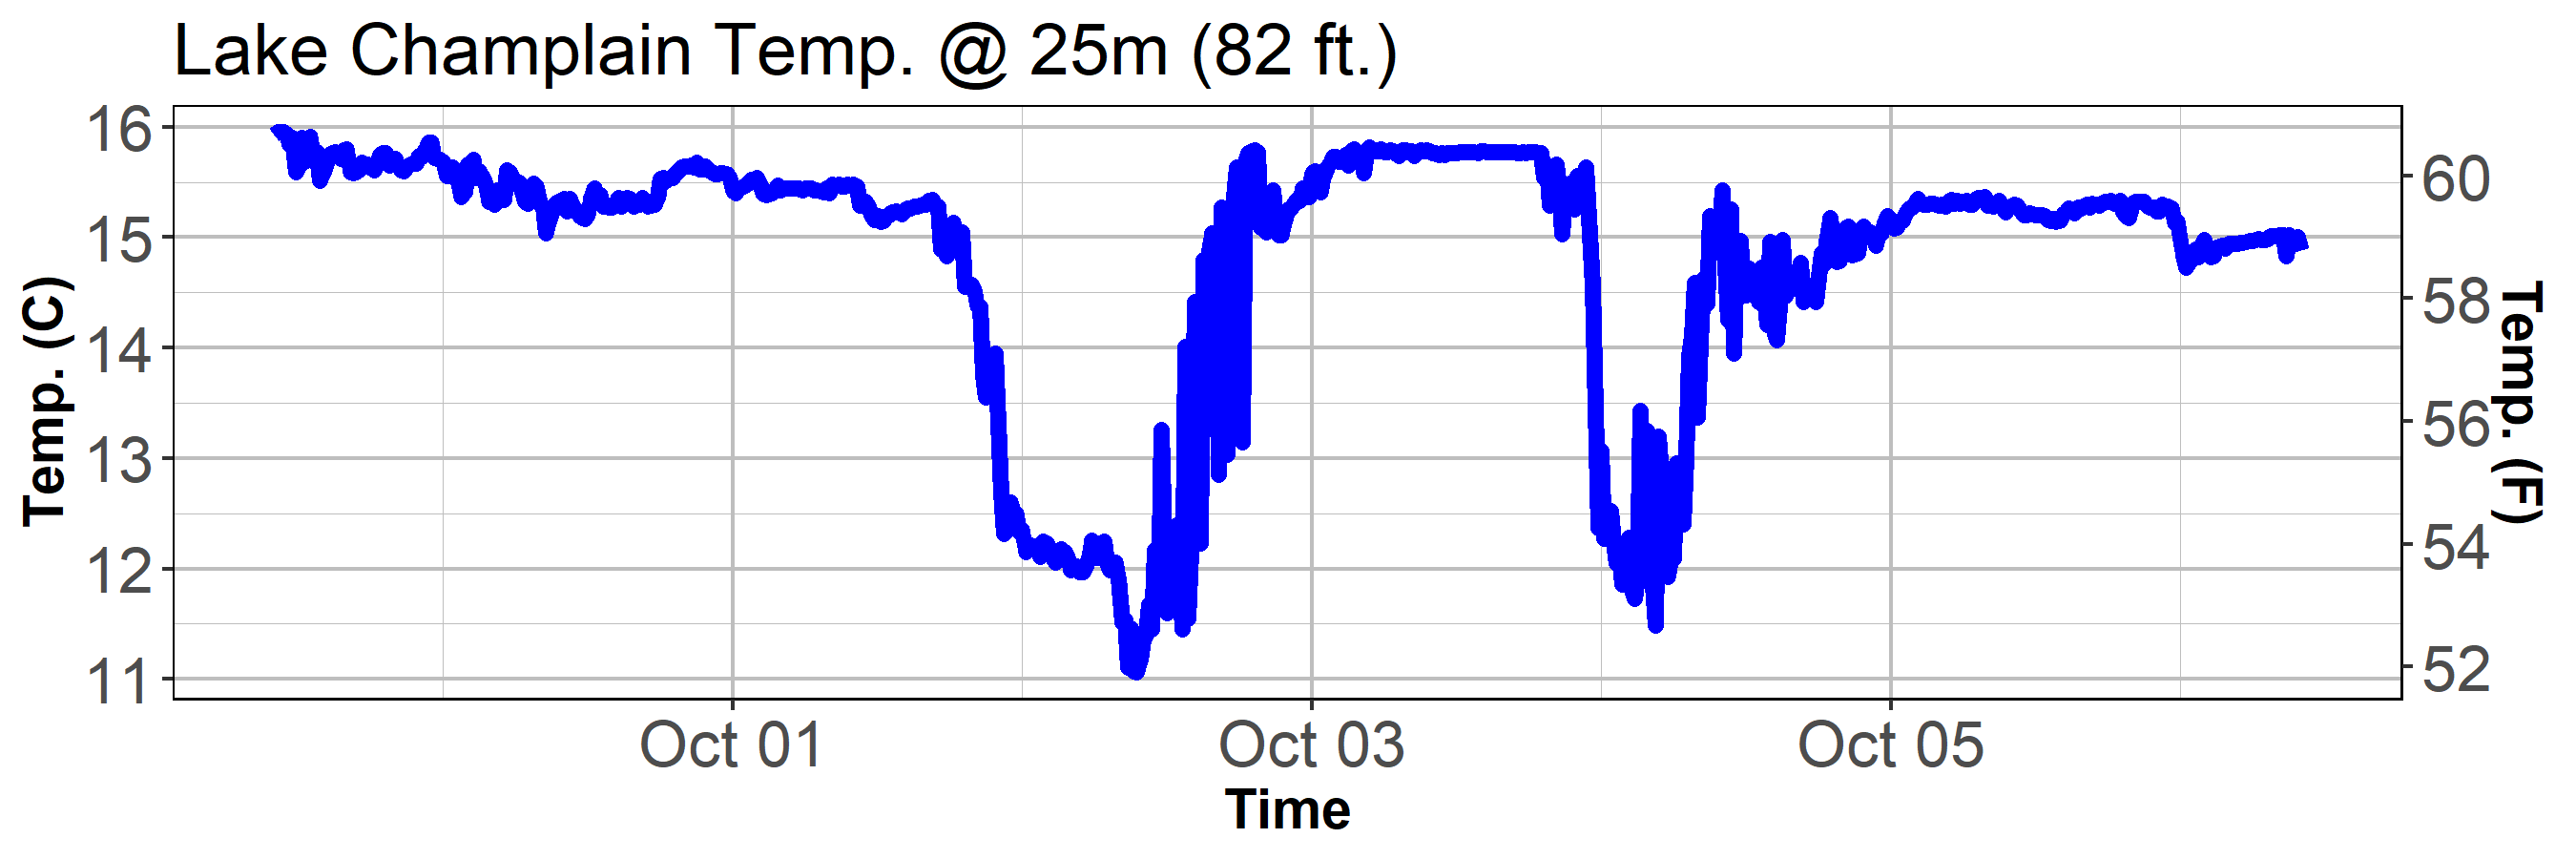 Lake Champlain Temp. @ 25m (82 ft.)
Temp. (C)
16
15
14
13
12
11
60
58
56
54
52
Temp. (F)
Oct 01
Oct 03
Oct 05
Time